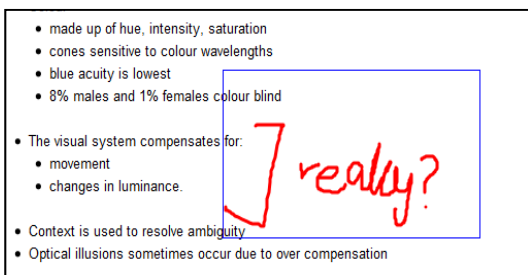 • made up of hue, intensity, saturation
• cones sensitive to colour wavelengths
• blue acuity is lowest
• 8% males and 1% females colour blind
• The visual system compensates for:
• movement
• changes in luminance.
really?
• Context is used to resolve ambiguity
• Optical illusions sometimes occur due to over compensation